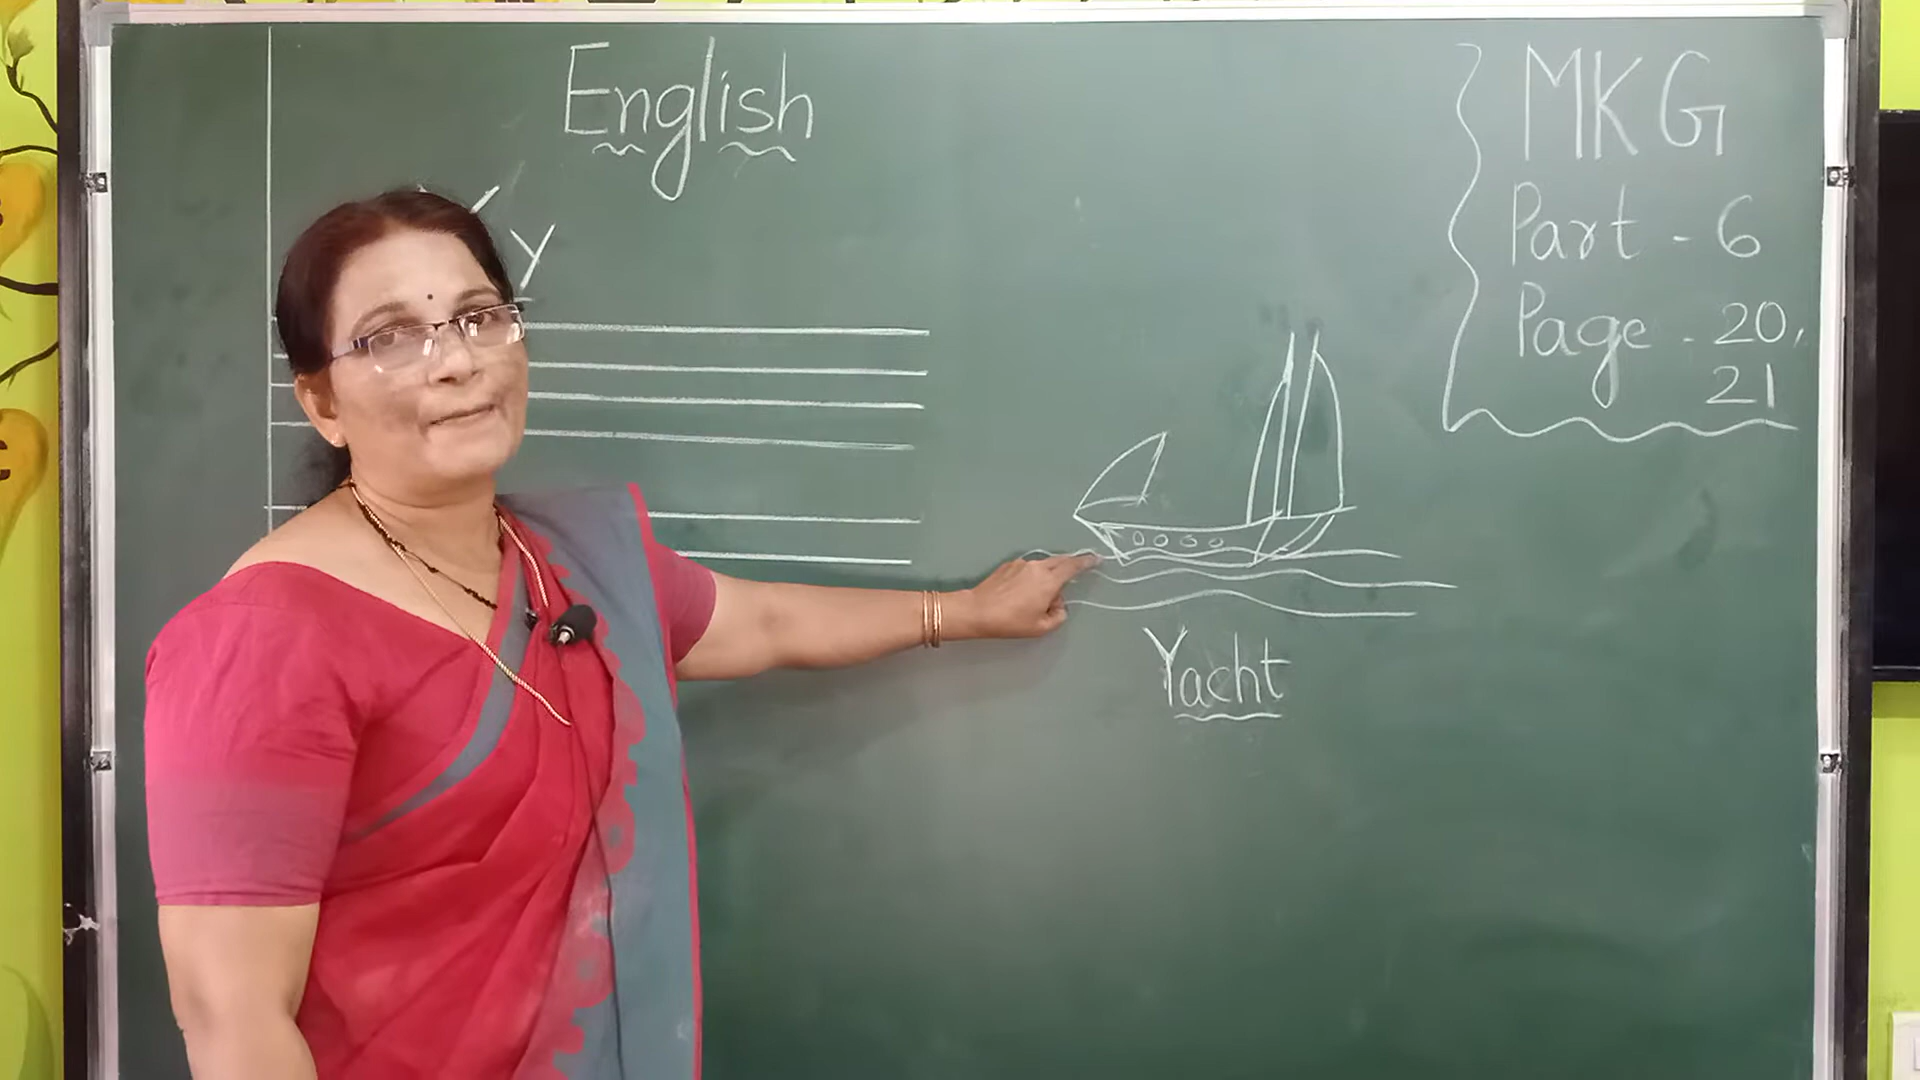 English
Y
Yacht
MKG
Part - 6
Page - 20,
21